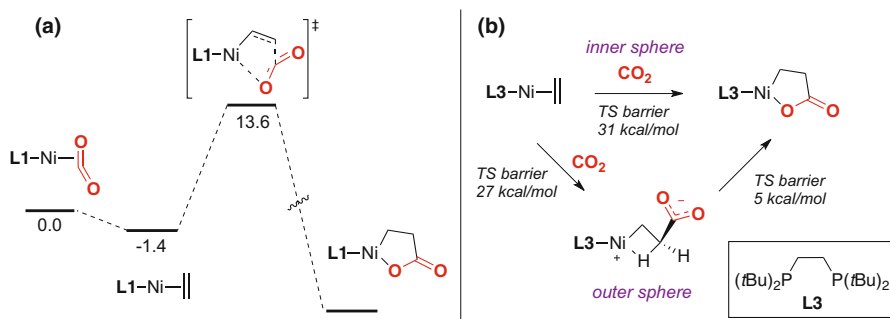 (a)
L1-Ni
O
O
0.0
-1.4
L1-Ni
L1-Ni
O
O
‡
13.6
L1-Ni
O
O
(b)
inner sphere
CO2
L3-Ni
TS barrier
31 kcal/mol
L3-Ni
O
O
TS barrier
27 kcal/mol
CO2
TS barrier
5 kcal/mol
O
O
−
L3-Ni
+
H
H
outer sphere
(tBu)2P
P(tBu)2
L3